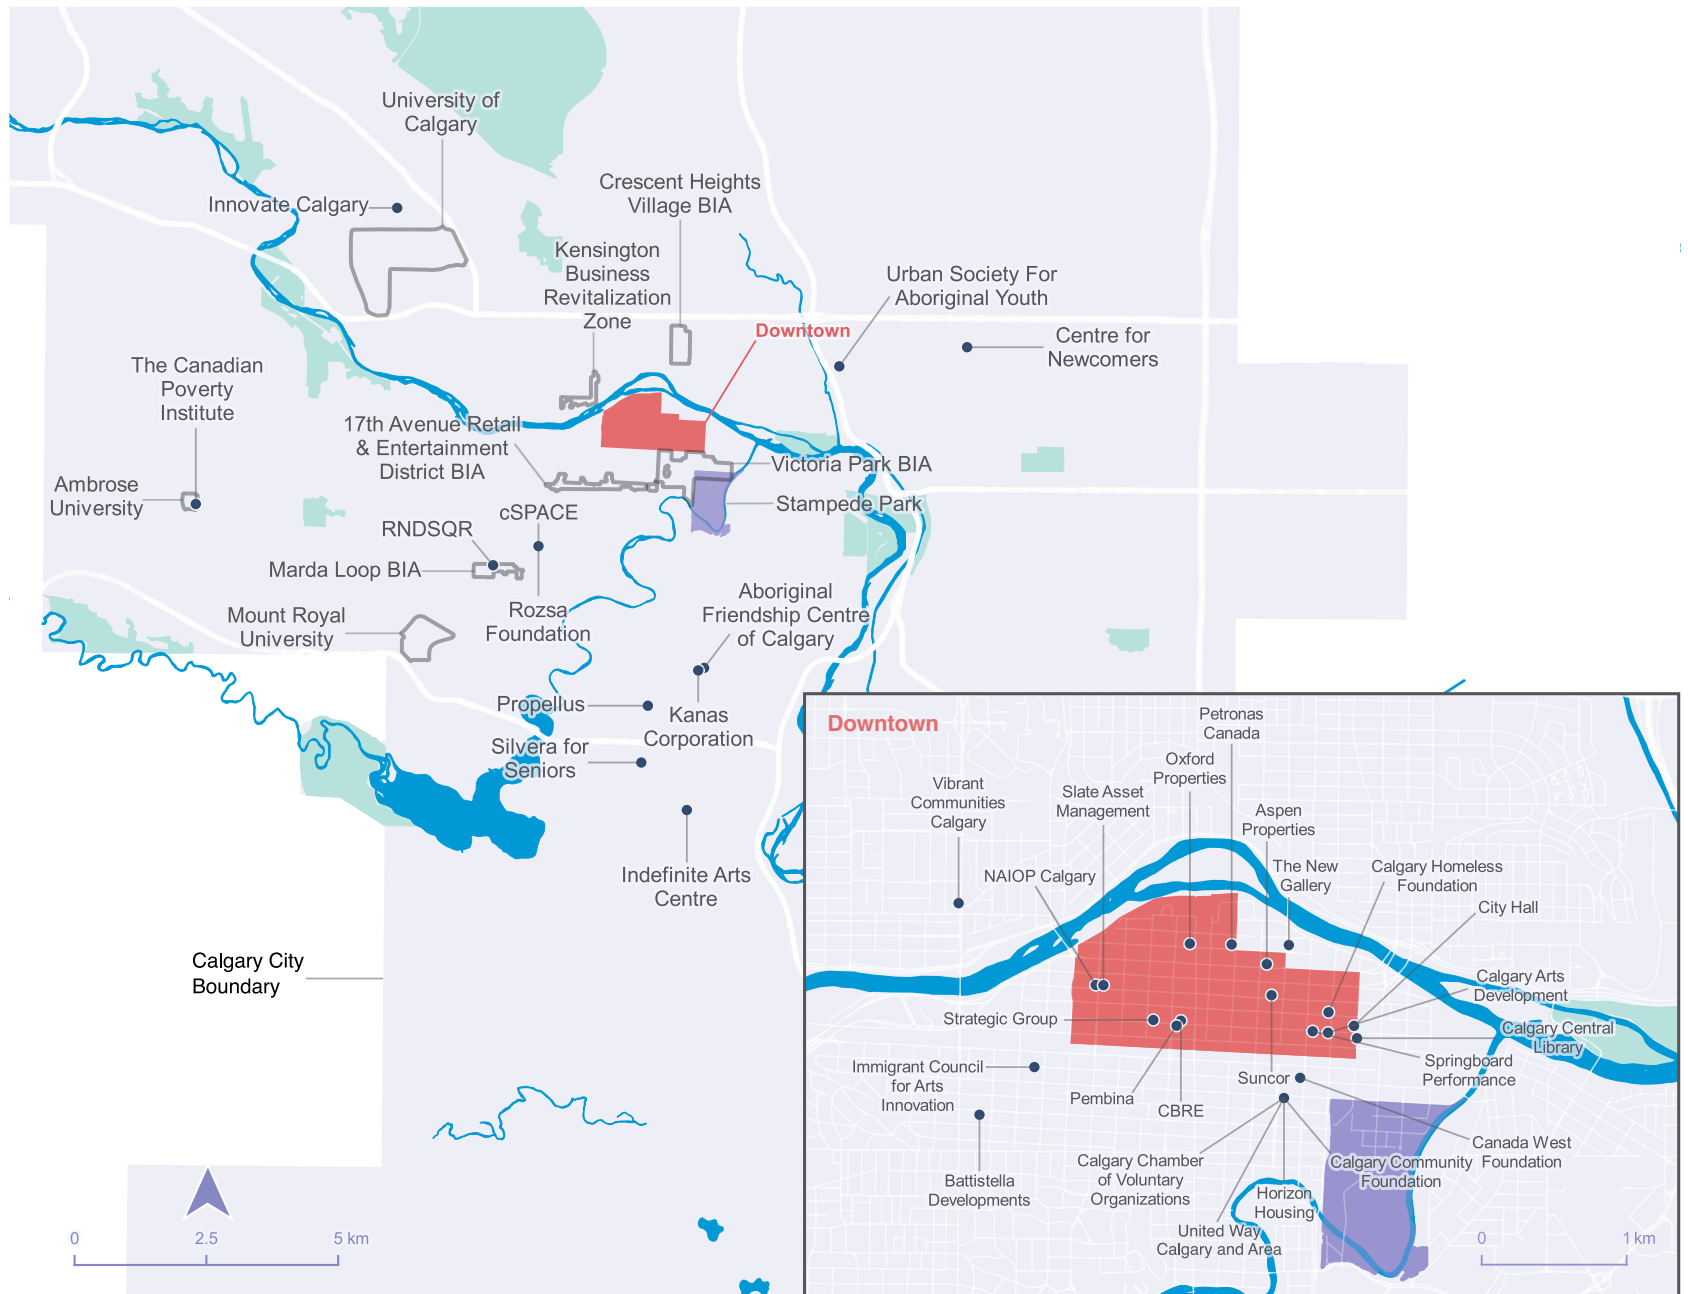 University of
Calgary
Innovate Calgary
Crescent Heights
Village BIA
Kensington
Business
Revitalization
Zone
Urban Society For
Aboriginal Youth
Downtown
Centre for
Newcomers
The Canadian
Poverty
Institute
17th Avenue Retail
& Entertainment
District BIA
Victoria Park BIA
Ambrose
University
Stampede Park
cSPACE
RNDSQR
Marda Loop BIA
Mount Royal
University
Rozsa
Foundation
Aboriginal
Friendship Centre
of Calgary
Propellus
Kanas
Corporation
Silvera for
Seniors
Indefinite Arts
Centre
Calgary City
Boundary
0
2.5
5 km
Downtown
Petronas
Canada
Oxford
Properties
Vibrant
Communities
Calgary
Slate Asset
Management
Aspen
Properties
NAIOP Calgary
The New
Gallery
Calgary Homeless
Foundation
City Hall
Calgary Arts
Development
Strategic Group
Calgary Central
Library
Springboard
Performance
Immigrant Council
for Arts
Innovation
Suncor
Pembina
CBRE
Canada West
Foundation
Calgary Chamber
of Voluntary
Organizations
Calgary Community
Foundation
Battistella
Developments
Horizon
Housing
United Way
Calgary and Area
0
1 km